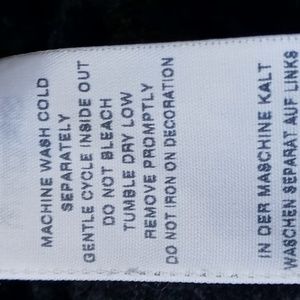 MACHINE WASH COLD
SEPARATELY
GENTLE CYCLE INSIDE OUT
DO NOT BLEACH
TUMBLE DRY LOW
REMOVE PROMPTLY
DO NOT IRON ON DECORATION
IN DER MASCHINE KALT
WASCHEN SEPARAT AUF LINKS